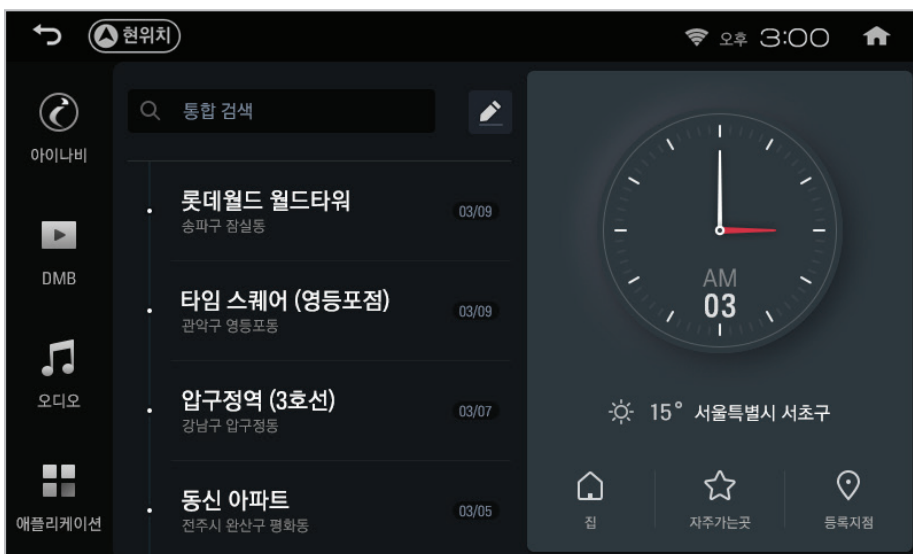 현위치
오후 3:00
아이나비
DMB
오디오
애플리케이션
통합 검색
롯데월드 월드타워
송파구 잠실동
03/09
타임 스퀘어 (영등포점)
관악구 영등포동
03/09
압구정역 (3호선)
강남구 압구정동
03/07
동신 아파트
전주시 완산구 평화동
03/05
AM
03
15° 서울특별시 서초구
집
자주가는곳
등록지점